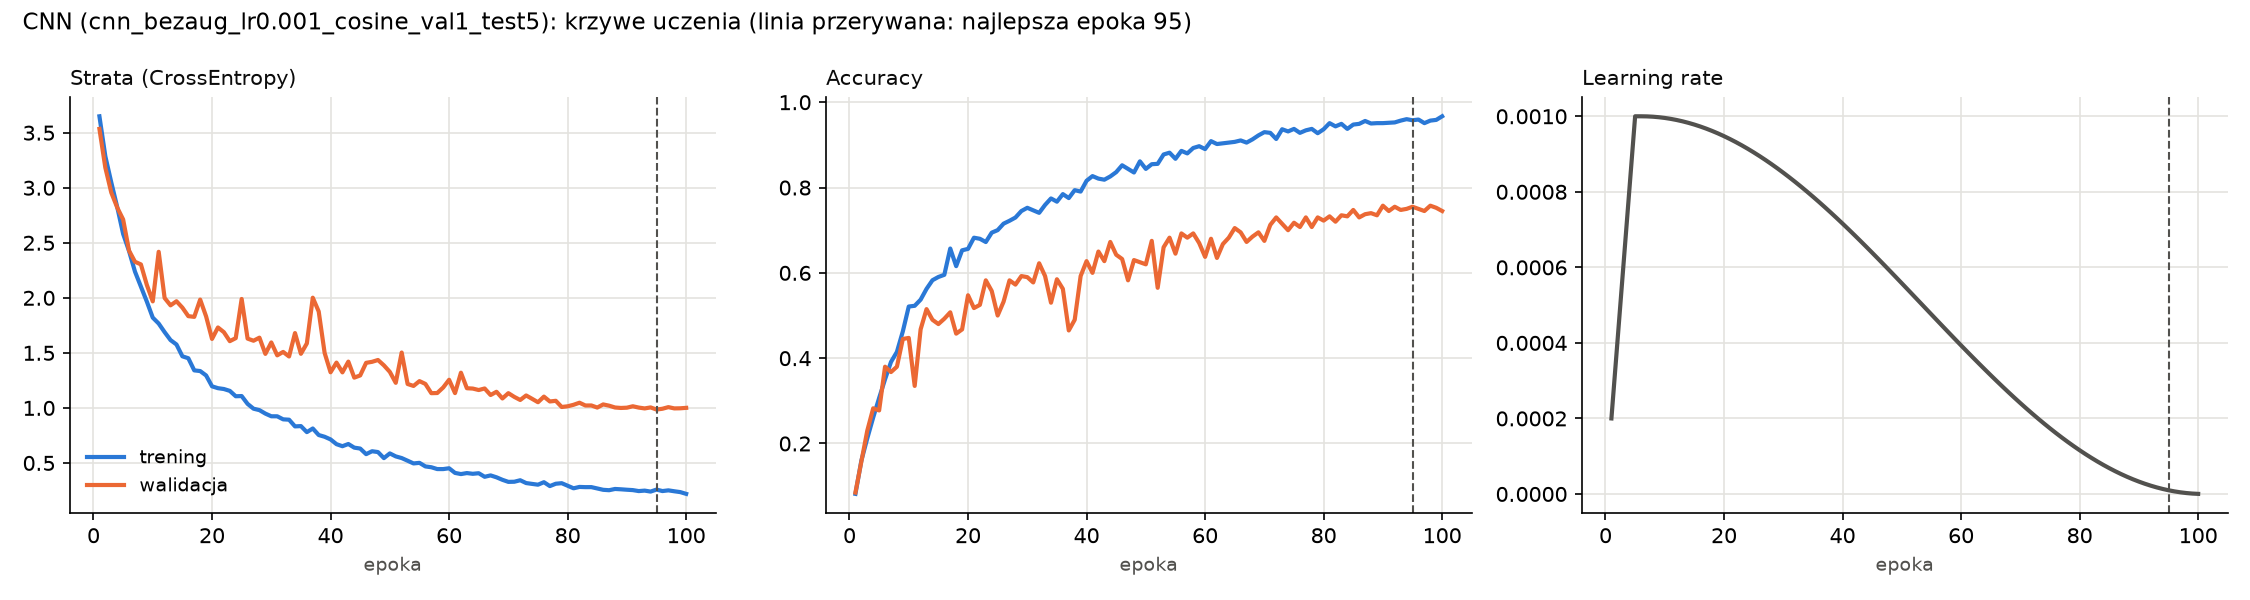 CNN (cnn_bezaug_lr0.001_cosine_val1_test5): krzywe uczenia (linia przerywana: najlepsza epoka 95)
Strata (CrossEntropy)
3.5
3.0
2.5
2.0
1.5
1.0
0.5
trening
walidacja
0 20 40 60 80 100
epoka
Accuracy
1.0
0.8
0.6
0.4
0.2
0 20 40 60 80 100
epoka
Learning rate
0.0010
0.0008
0.0006
0.0004
0.0002
0.0000
0 20 40 60 80 100
epoka